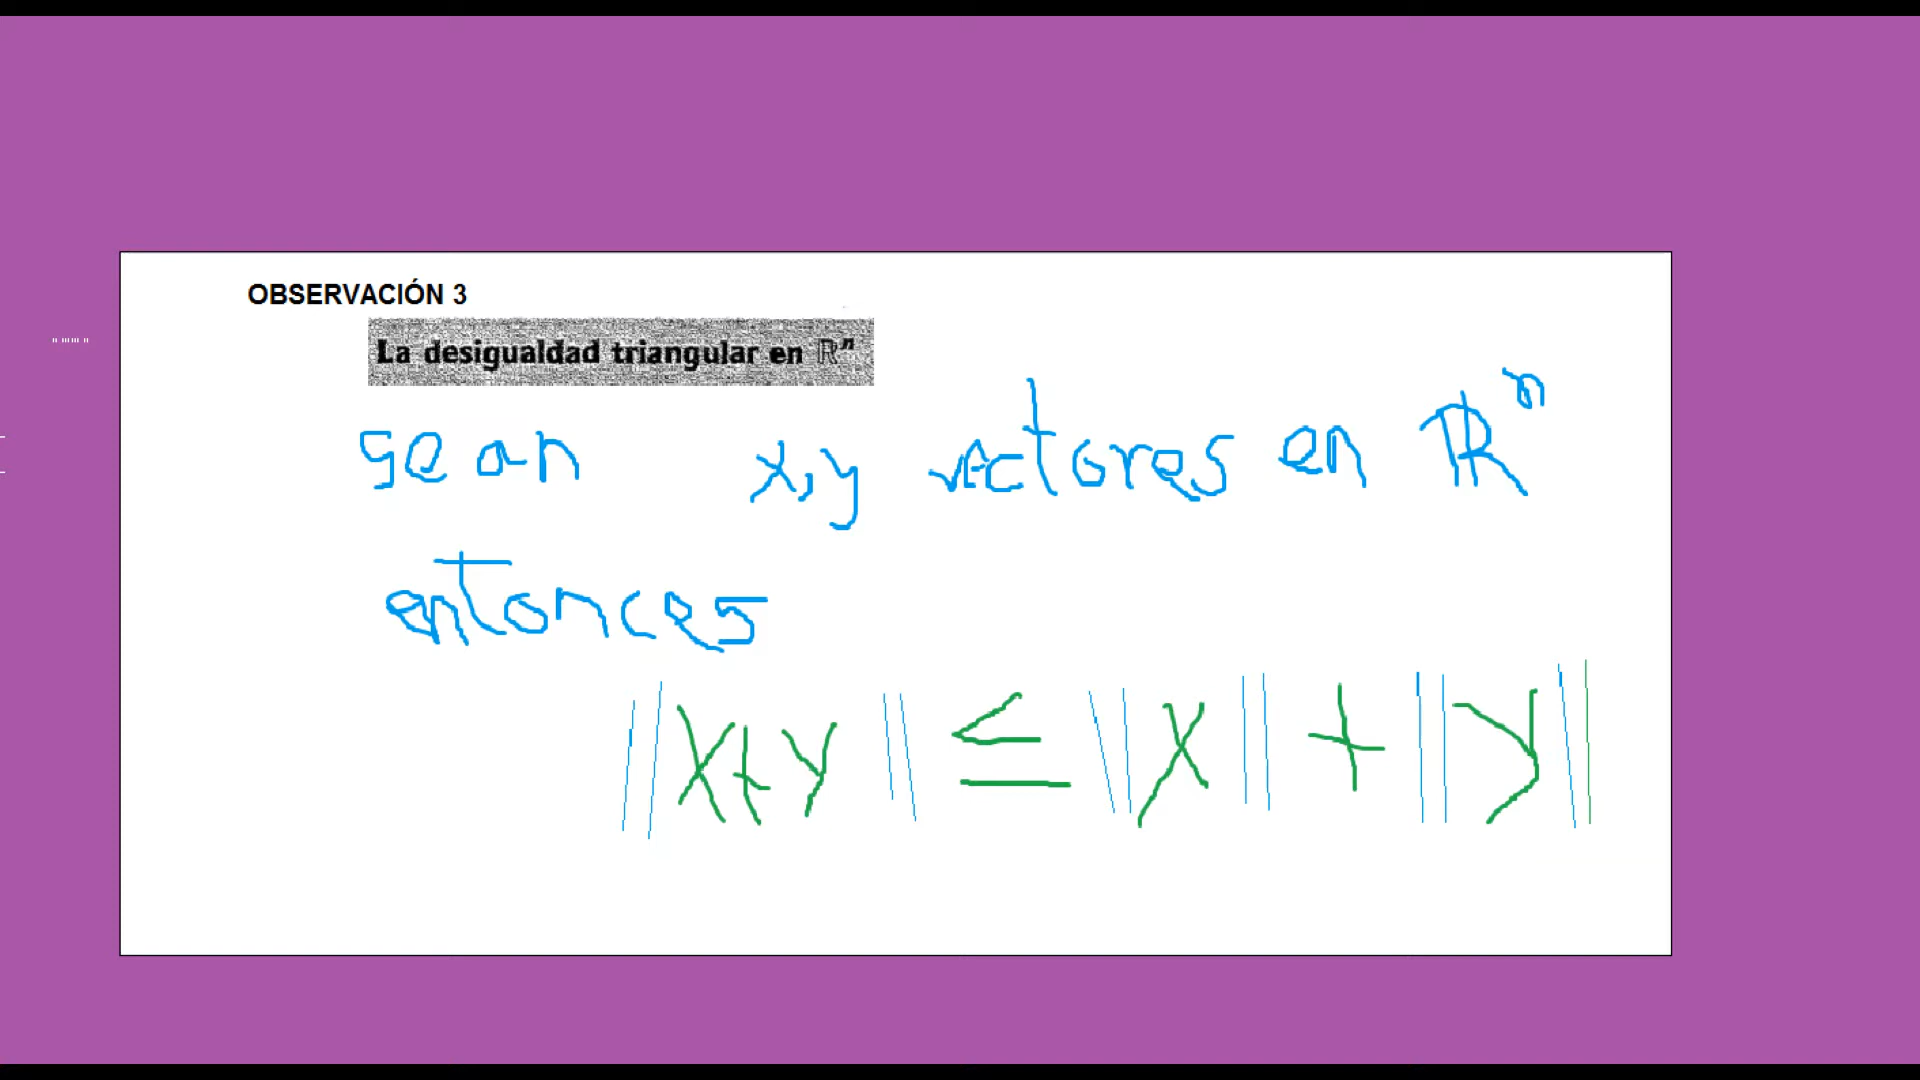 OBSERVACIÓN 3
La desigualdad triangular en ℝⁿ
sean x,y vectores en ℝⁿ
entonces
||x+y|| ≤ ||x|| + ||y||